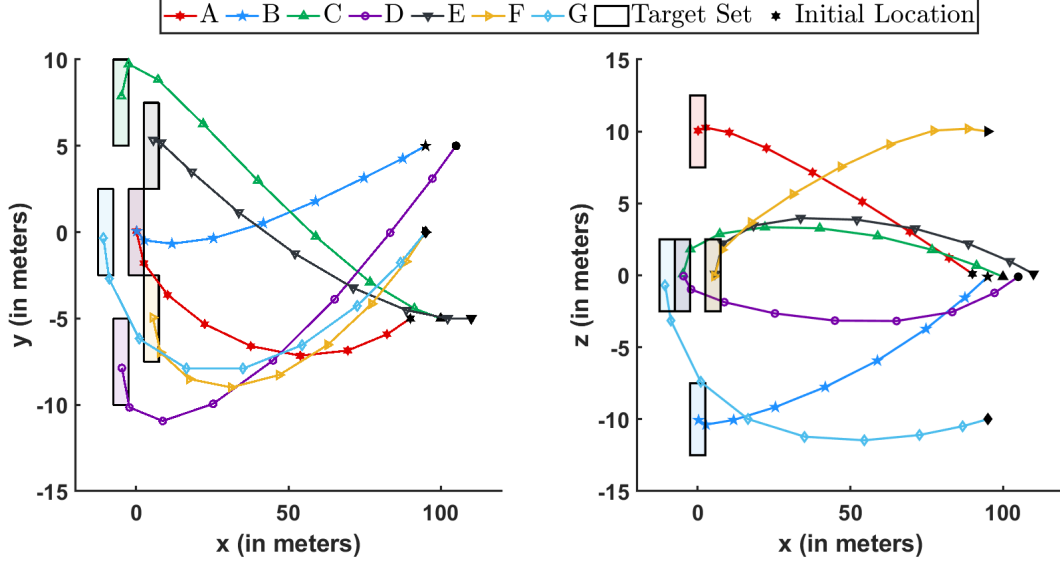 A B C D E F G Target Set Initial Location
10
5
0
-5
-10
-15
0 50 100
x (in meters)
y (in meters)
15
10
5
0
-5
-10
15
0 50 100
x (in meters)
z (in meters)